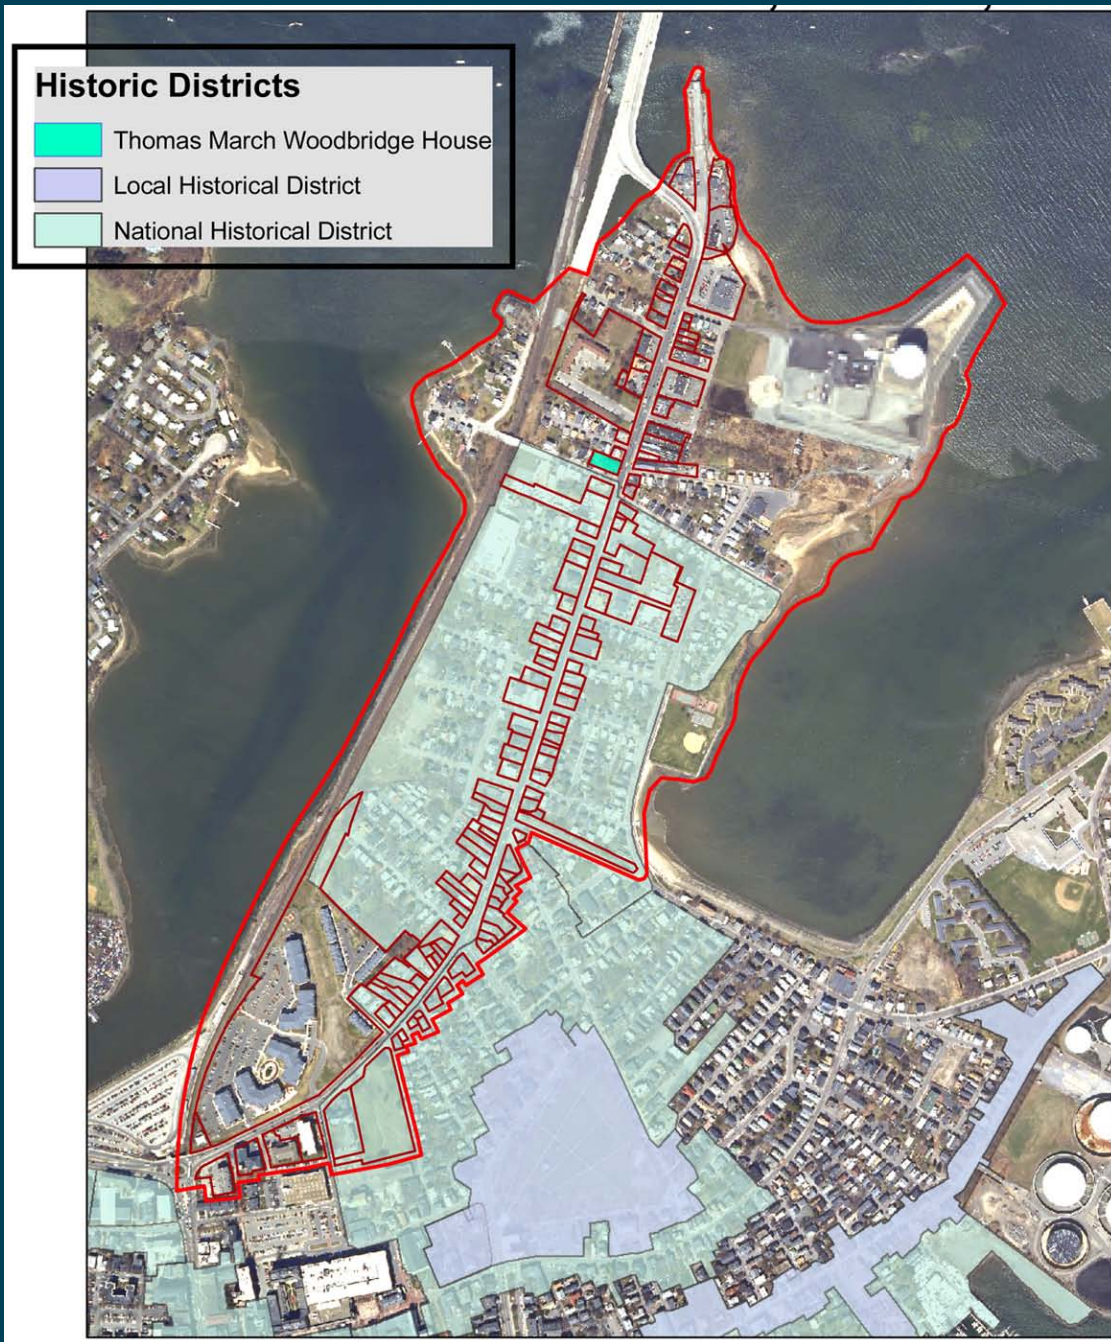 Historic Districts
Thomas March Woodbridge House
Local Historical District
National Historical District